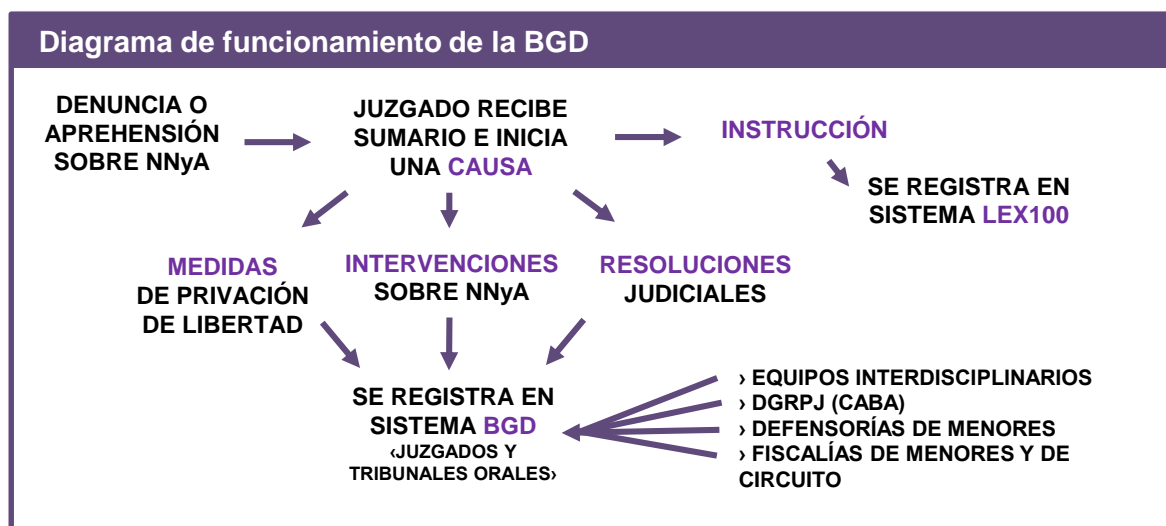 Diagrama de funcionamiento de la BGD
DENUNCIA O
APREHENSIÓN
SOBRE NNyA
JUZGADO RECIBE
SUMARIO E INICIA
UNA CAUSA
INSTRUCCIÓN
SE REGISTRA EN
SISTEMA LEX100
MEDIDAS
DE PRIVACIÓN
DE LIBERTAD
INTERVENCIONES
SOBRE NNyA
RESOLUCIONES
JUDICIALES
SE REGISTRA EN
SISTEMA BGD
‹JUZGADOS Y
TRIBUNALES ORALES›
› EQUIPOS INTERDISCIPLINARIOS
› DGRPJ (CABA)
› DEFENSORÍAS DE MENORES
› FISCALÍAS DE MENORES Y DE
CIRCUITO